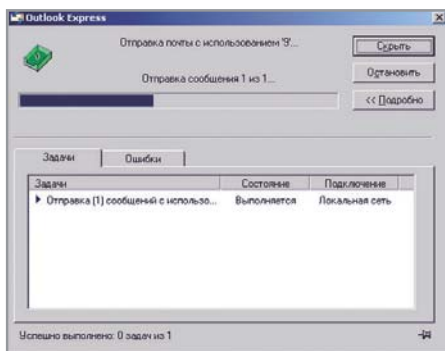 Outlook Express
Отправка почты с использованием '9'...
Скрыть
Отправка сообщения 1 из 1...
Остановить
<< Подробно
Задачи
Ошибки
Задачи Состояние Подключение
Отправка (1) сообщений с использо... Выполняется Локальная сеть
Успешно выполнено: 0 задач из 1